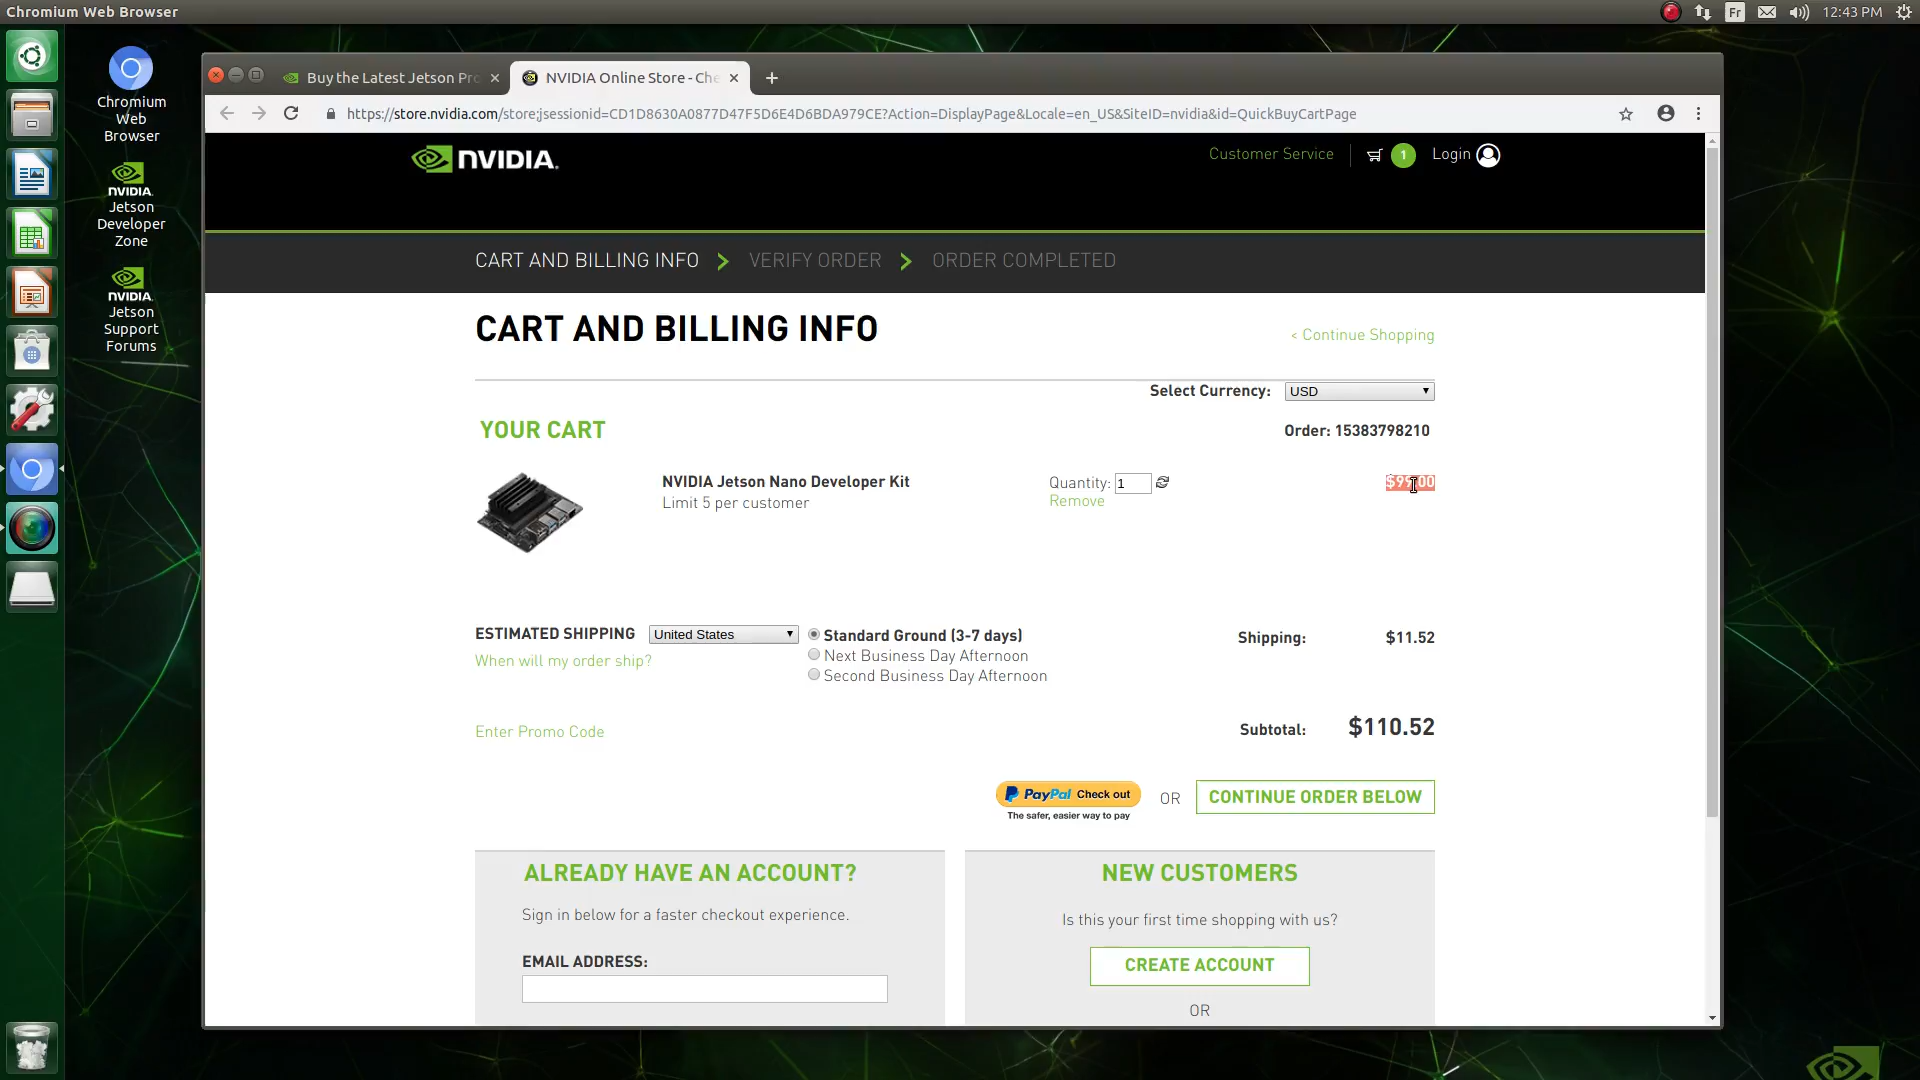 Chromium Web Browser
Fr
12:43 PM
Chromium
Web
Browser
NVIDIA
Jetson
Developer
Zone
NVIDIA
Jetson
Support
Forums
Buy the Latest Jetson Pr
NVIDIA Online Store - Che
https://store.nvidia.com/store;jsessionid=CD1D8630A0877D47F5D6E4D6BDA979CE?Action=DisplayPage&Locale=en_US&SiteID=nvidia&id=QuickBuyCartPage
NVIDIA.
Customer Service
1
Login
CART AND BILLING INFO > VERIFY ORDER > ORDER COMPLETED
CART AND BILLING INFO
< Continue Shopping
Select Currency: USD
YOUR CART
Order: 15383798210
NVIDIA Jetson Nano Developer Kit
Quantity: 1
$99.00
Limit 5 per customer
Remove
ESTIMATED SHIPPING United States
Standard Ground (3-7 days)
Shipping: $11.52
When will my order ship?
Next Business Day Afternoon
Second Business Day Afternoon
Enter Promo Code
Subtotal: $110.52
PayPal Check out
The safer, easier way to pay
OR
CONTINUE ORDER BELOW
ALREADY HAVE AN ACCOUNT?
Sign in below for a faster checkout experience.
EMAIL ADDRESS:
NEW CUSTOMERS
Is this your first time shopping with us?
CREATE ACCOUNT
OR